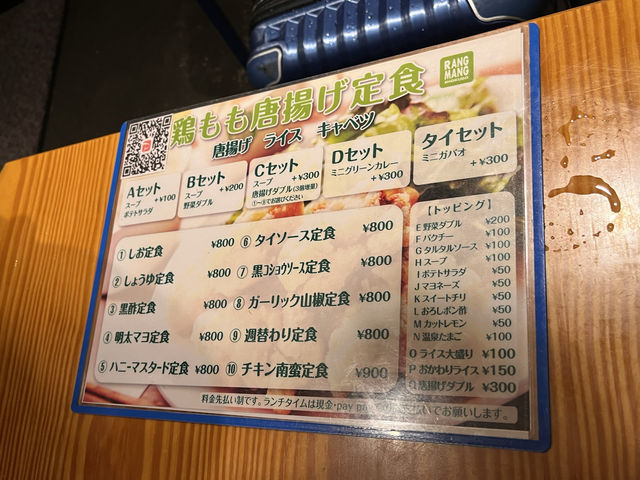 RANG
MANG
鶏もも唐揚げ定食
唐揚げ ライス キャベツ
Aセット
スープ +¥100
ポテトサラダ
Bセット
スープ +¥200
野菜ダブル
Cセット
スープ +¥300
唐揚げダブル(3個増量)
Dセット
ミニグリーンカレー
+¥300
タイセット
ミニガパオ
+¥300
①しお定食 ¥800
②しょうゆ定食 ¥800
③黒酢定食 ¥800
④明太マヨ定食 ¥800
⑤ハニーマスタード定食 ¥800
⑥タイソース定食 ¥800
⑦黒コショウソース定食 ¥800
⑧ガーリック山椒定食 ¥800
⑨週替わり定食 ¥800
⑩チキン南蛮定食 ¥900
【トッピング】
E 野菜ダブル ¥200
F パクチー ¥100
G タルタルソース ¥100
H スープ ¥100
I ポテトサラダ ¥50
J マヨネーズ ¥50
K スイートチリ ¥50
L おろしポン酢 ¥50
M カットレモン ¥50
N 温泉たまご ¥100
O ライス大盛り ¥100
P おかわりライス ¥150
Q 唐揚げダブル ¥300
料金先払い制です。ランチタイムは現金・pay払いでお願いします。